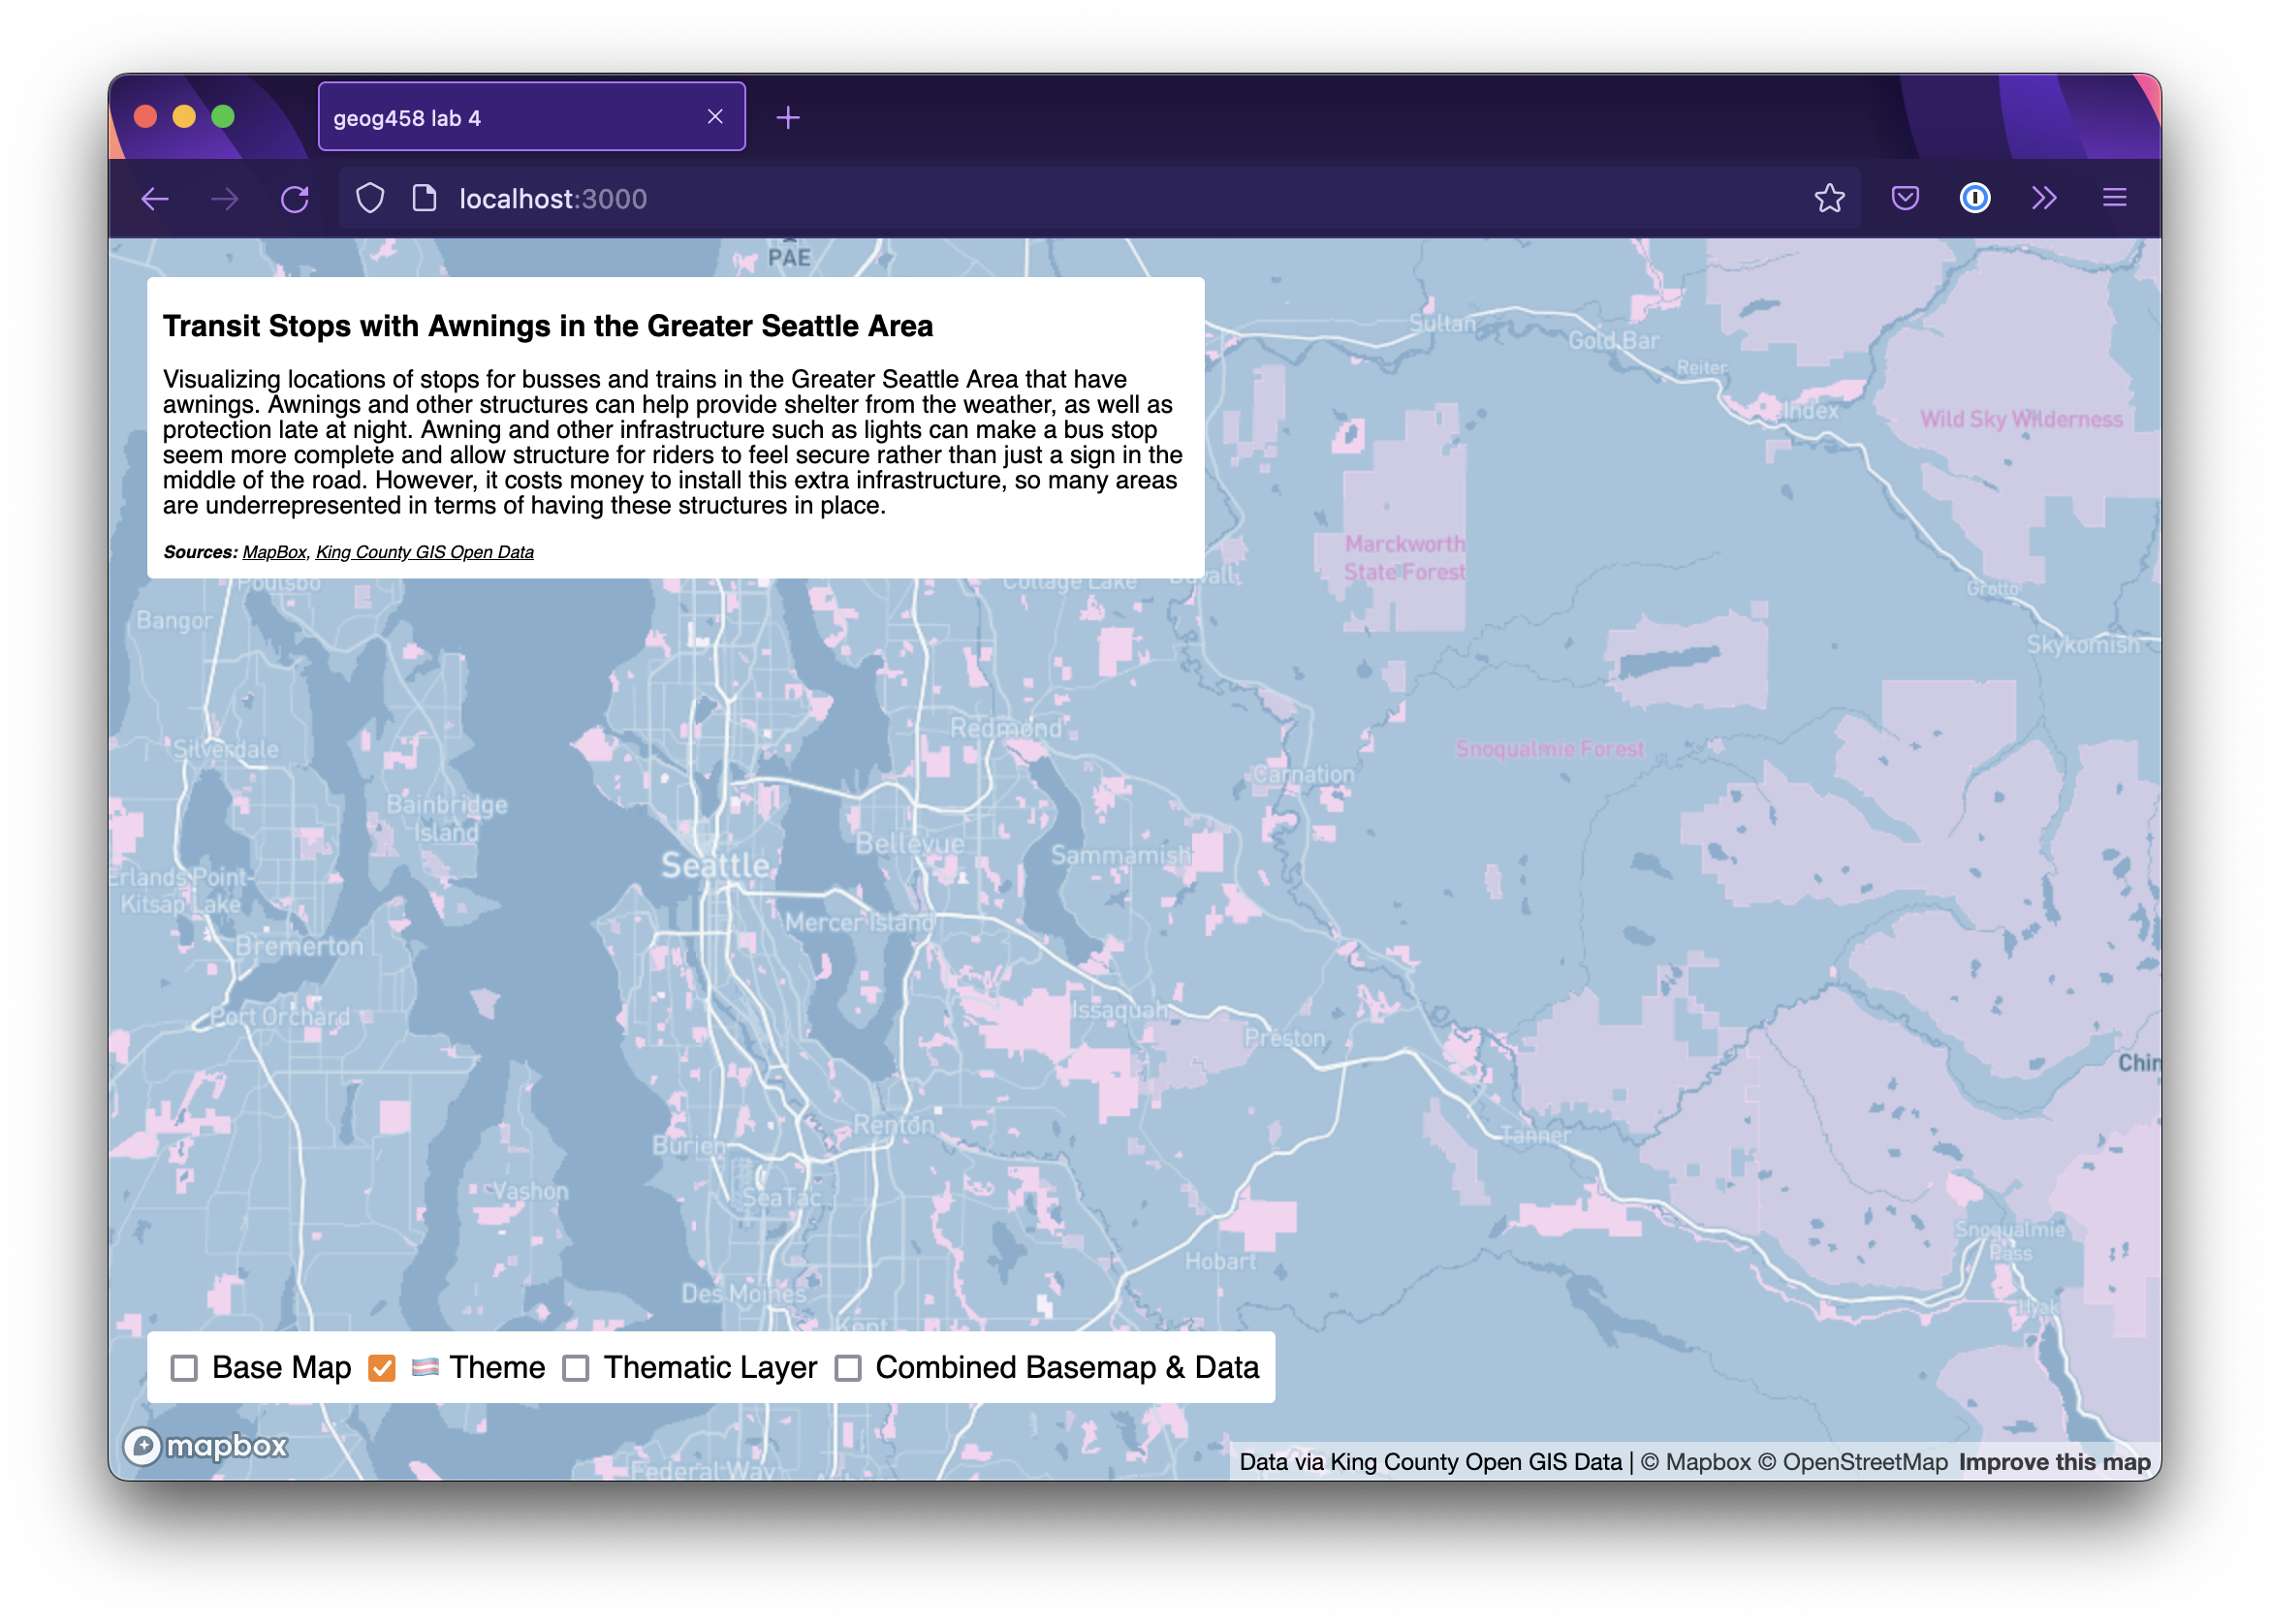 geog458 lab 4
localhost:3000
PAE
Transit Stops with Awnings in the Greater Seattle Area
Visualizing locations of stops for busses and trains in the Greater Seattle Area that have
awnings. Awnings and other structures can help provide shelter from the weather, as well as
protection late at night. Awning and other infrastructure such as lights can make a bus stop
seem more complete and allow structure for riders to feel secure rather than just a sign in the
middle of the road. However, it costs money to install this extra infrastructure, so many areas
are underrepresented in terms of having these structures in place.
Sources: MapBox, King County GIS Open Data
Sultan
Gold Bar
Reiter
Index
Wild Sky Wilderness
Marckworth
State Forest
Poulsbo
Cottage Lake
Duvall
Bangor
Grotto
Skykomish
Silverdale
Redmond
Snoqualmie Forest
Carnation
Bainbridge
Island
Seattle
Bellevue
Sammamish
Erlands Point-
Kitsap Lake
Mercer Island
Bremerton
Port Orchard
Issaquah
Preston
Chin
Renton
Burien
Tanner
Vashon
SeaTac
Snoqualmie
Pass
Hobart
Des Moines
Hyak
Kent
Base Map
Theme
Thematic Layer
Combined Basemap & Data
mapbox
Federal Way
Data via King County Open GIS Data | © Mapbox © OpenStreetMap Improve this map